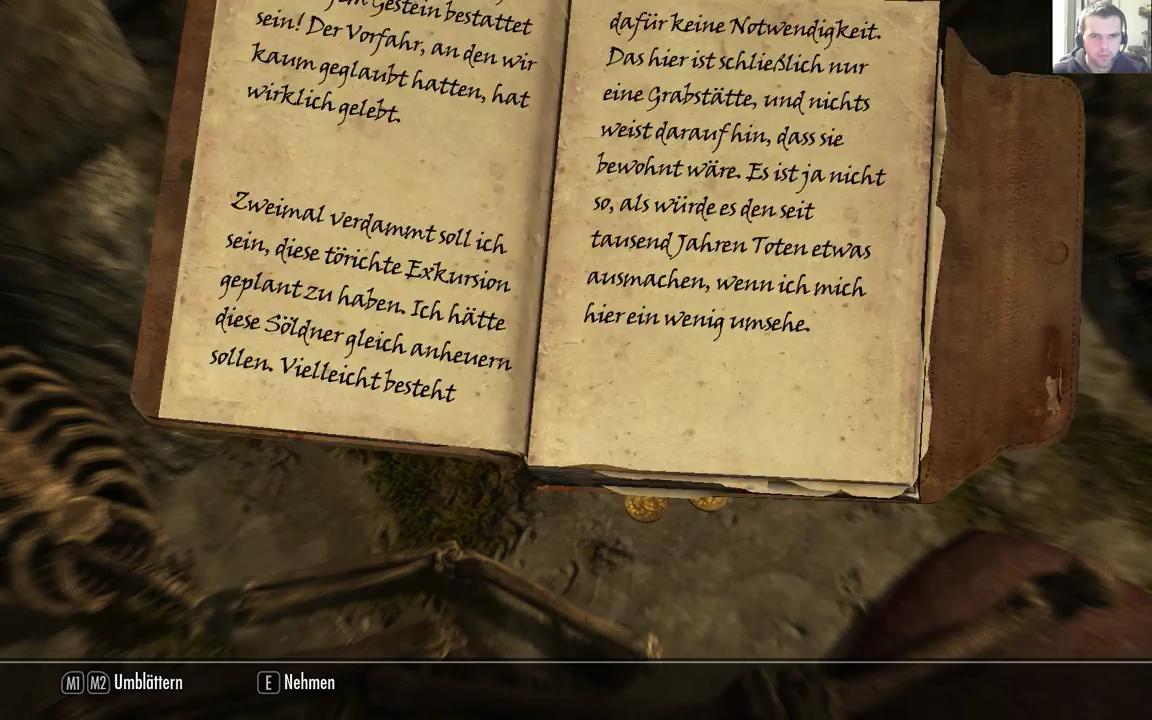 Gestein bestattet
sein! Der Vorfahr, an den wir
kaum geglaubt hatten, hat
wirklich gelebt.
Zweimal verdammt soll ich
sein, diese törichte Exkursion
geplant zu haben. Ich hätte
diese Söldner gleich anheuern
sollen. Vielleicht besteht
dafür keine Notwendigkeit.
Das hier ist schließlich nur
eine Grabstätte, und nichts
weist darauf hin, dass sie
bewohnt wäre. Es ist ja nicht
so, als würde es den seit
tausend Jahren Toten etwas
ausmachen, wenn ich mich
hier ein wenig umsehe.
M1 M2 Umblättern
E Nehmen